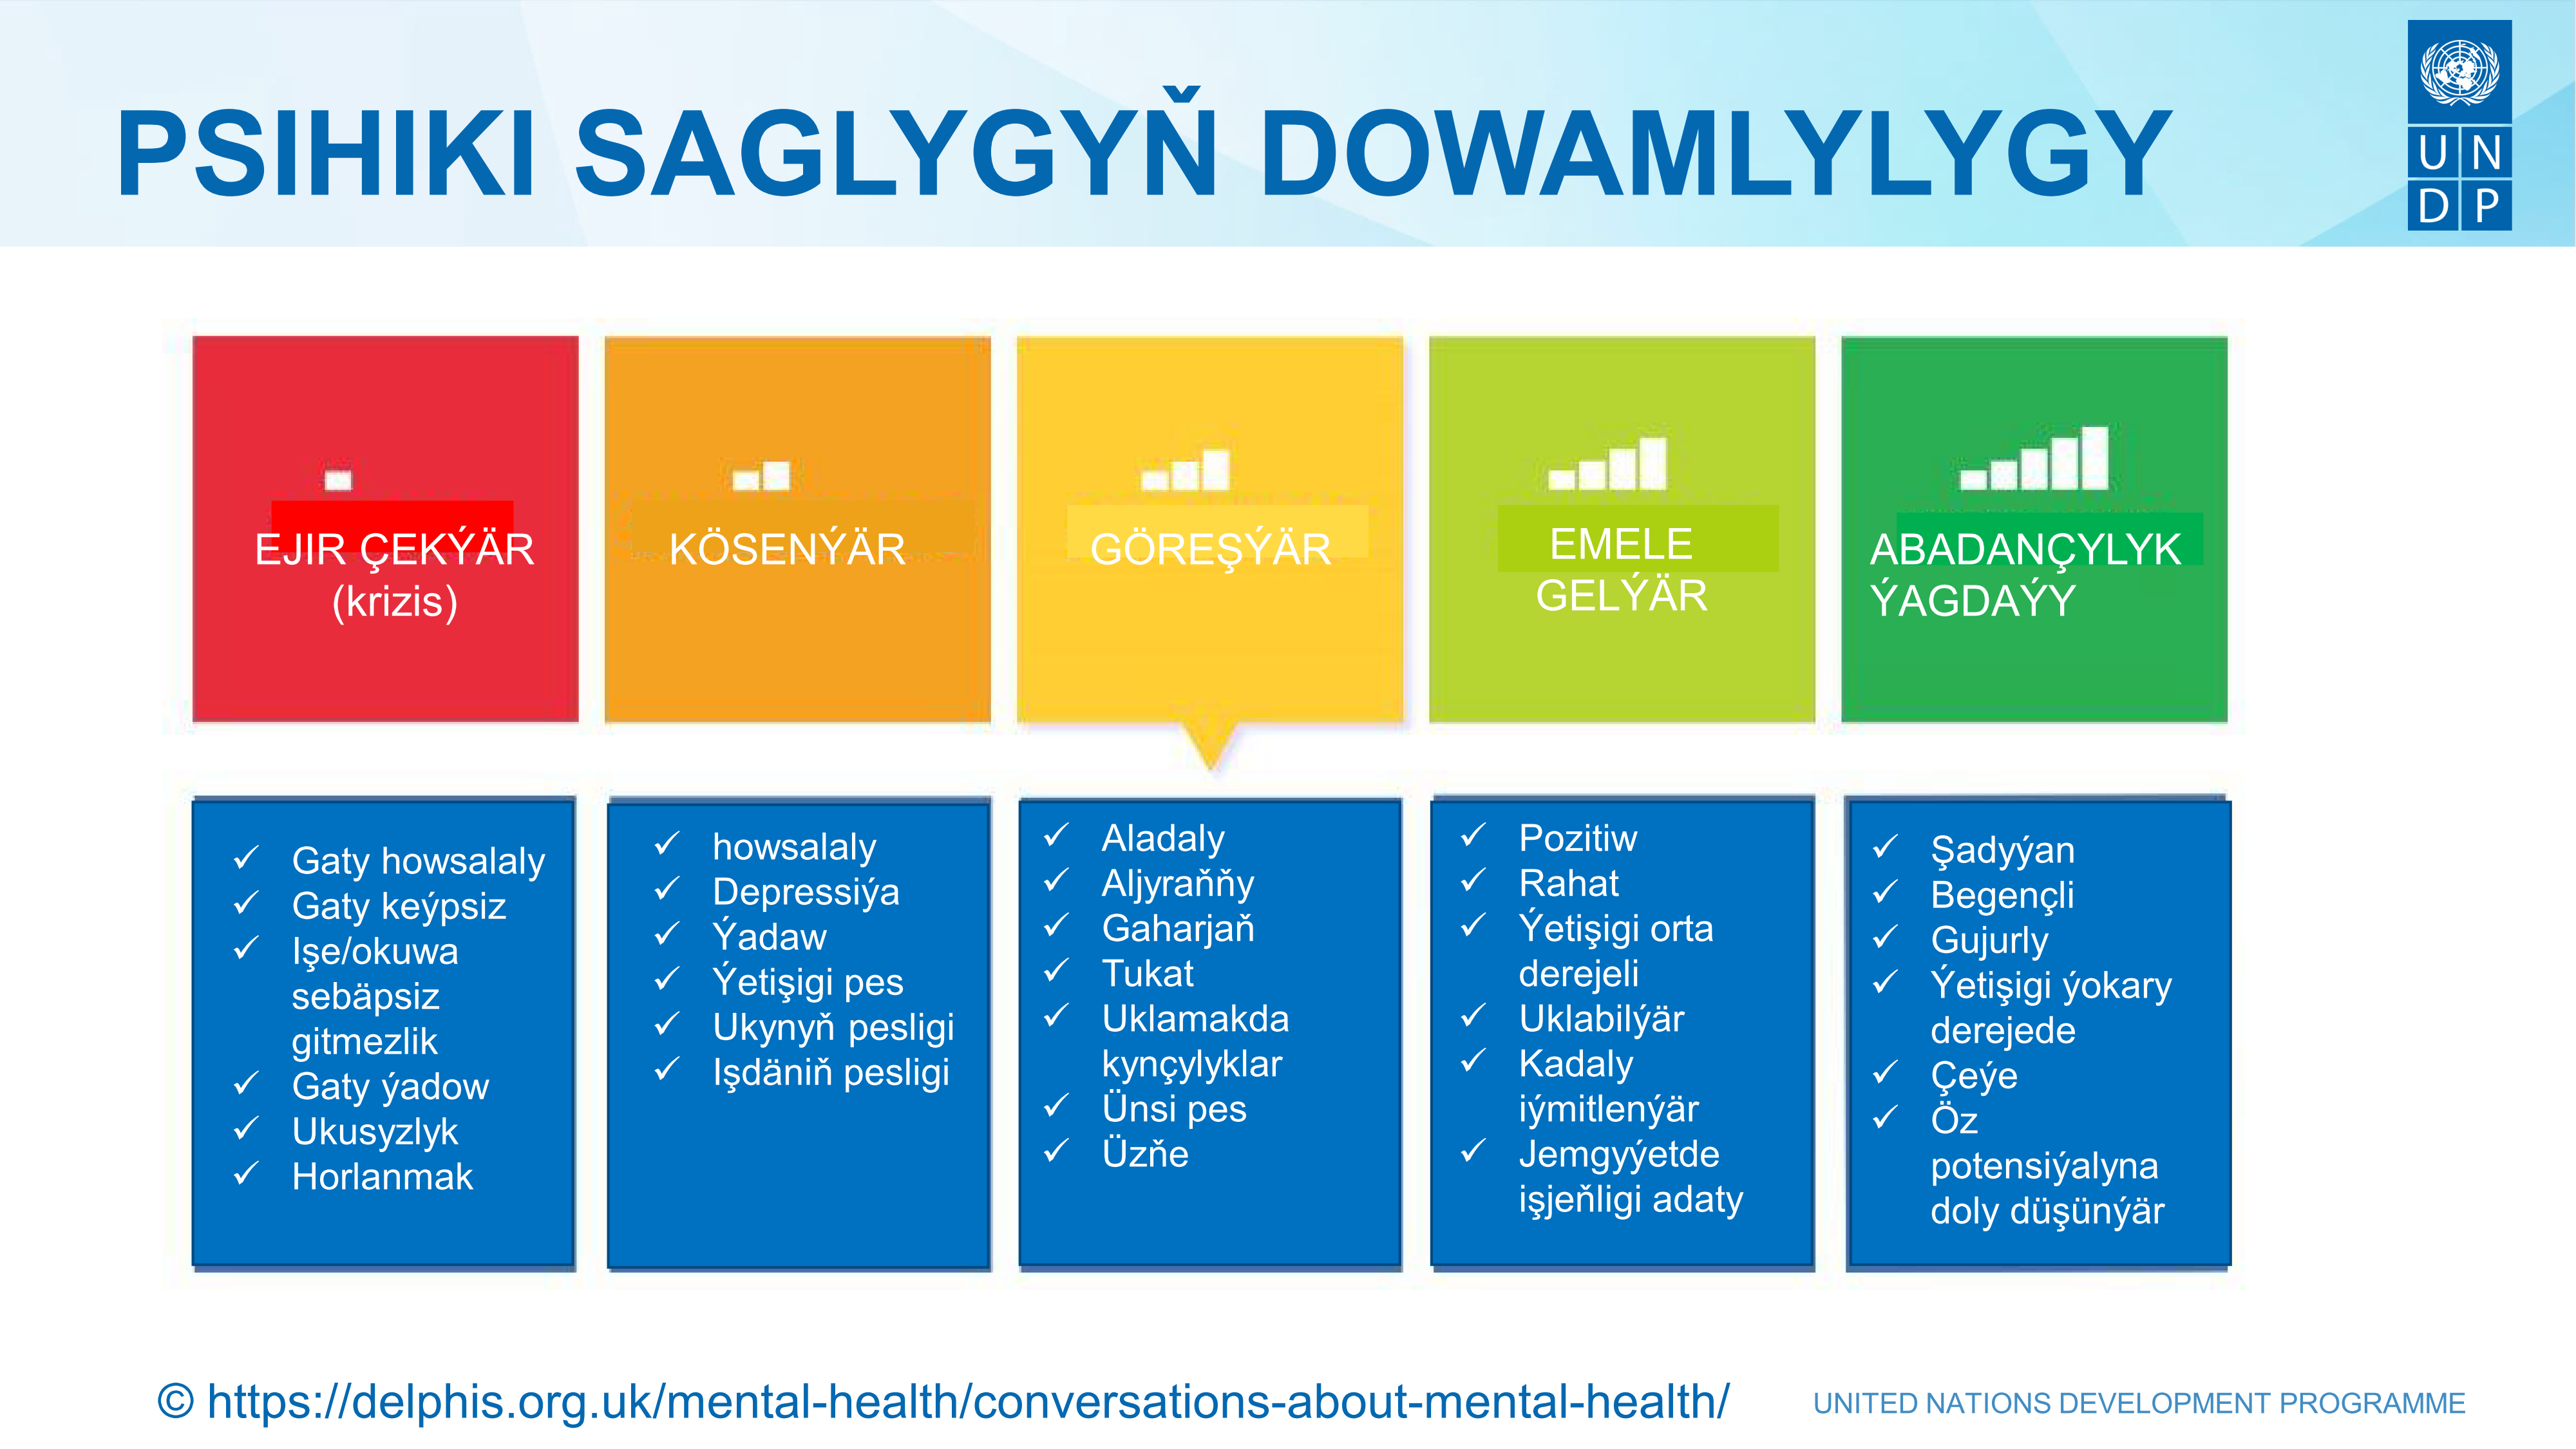 PSIHIKI SAGLYGYŇ DOWAMLYLYGY
U N
D P
EJIR ÇEKÝÄR
(krizis)
KÖSENÝÄR
GÖREŞÝÄR
EMELE
GELÝÄR
ABADANÇYLYK
ÝAGDAÝY
✓ Gaty howsalaly
✓ Gaty keýpsiz
✓ Işe/okuwa
sebäpsiz
gitmezlik
✓ Gaty ýadow
✓ Ukusyzlyk
✓ Horlanmak
✓ howsalaly
✓ Depressiýa
✓ Ýadaw
✓ Ýetişigi pes
✓ Ukynyň pesligi
✓ Işdäniň pesligi
✓ Aladaly
✓ Aljyraňňy
✓ Gaharjaň
✓ Tukat
✓ Uklamakda
kynçylyklar
✓ Ünsi pes
✓ Üzňe
✓ Pozitiw
✓ Rahat
✓ Ýetişigi orta
derejeli
✓ Uklabilýär
✓ Kadaly
iýmitlenýär
✓ Jemgyýetde
işjeňligi adaty
✓ Şadyýan
✓ Begençli
✓ Gujurly
✓ Ýetişigi ýokary
derejede
✓ Çeýe
✓ Öz
potensiýalyna
doly düşünýär
© https://delphis.org.uk/mental-health/conversations-about-mental-health/
UNITED NATIONS DEVELOPMENT PROGRAMME